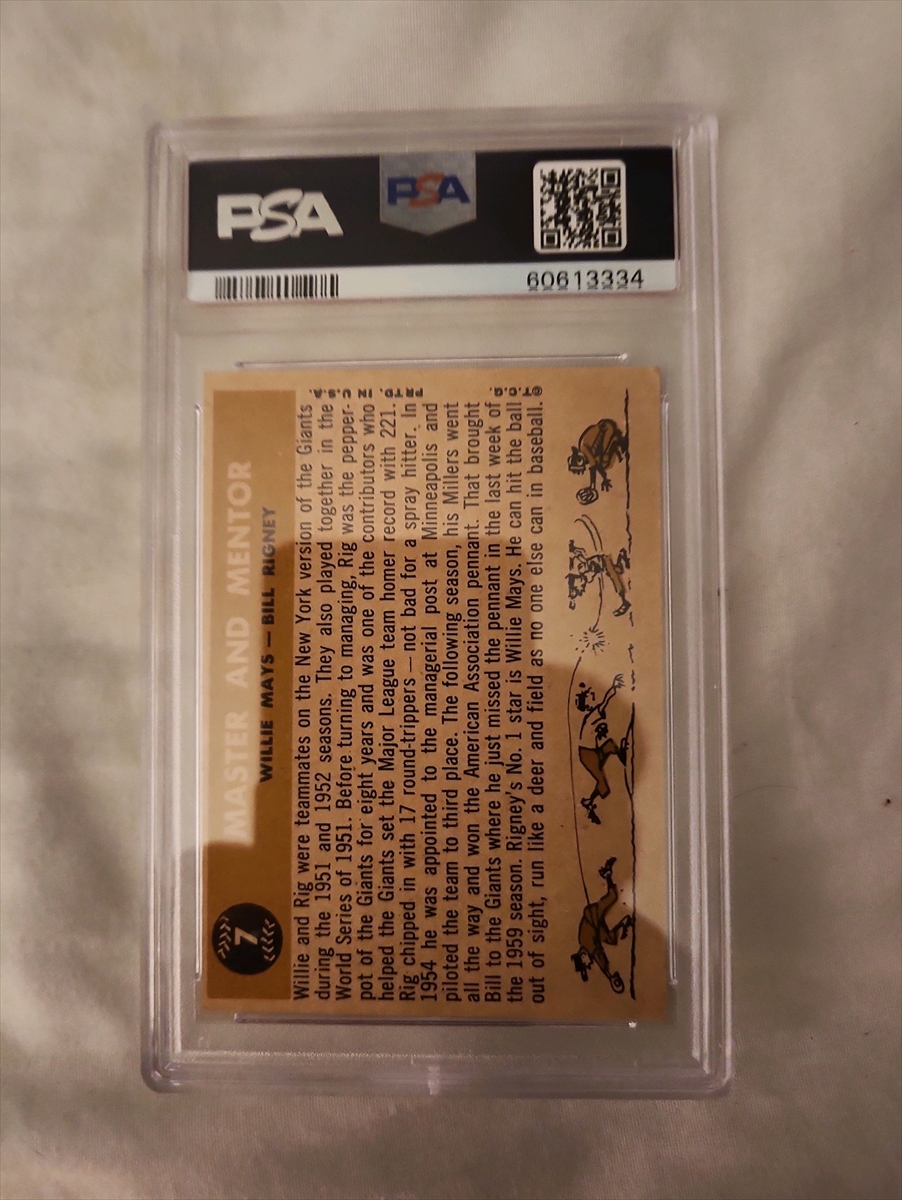 PSA
PSA
60613334
7
MASTER AND MENTOR
WILLIE MAYS — BILL RIGNEY
Willie and Rig were teammates on the New York version of the Giants
during the 1951 and 1952 seasons. They also played together in the
World Series of 1951. Before turning to managing, Rig was the pepper-
pot of the Giants for eight years and was one of the contributors who
helped the Giants set the Major League team homer record with 221.
Rig chipped in with 17 round-trippers — not bad for a spray hitter. In
1954 he was appointed to the managerial post at Minneapolis and
piloted the team to third place. The following season, his Millers went
all the way and won the American Association pennant. That brought
Bill to the Giants where he just missed the pennant in the last week of
the 1959 season. Rigney's No. 1 star is Willie Mays. He can hit the ball
out of sight, run like a deer and field as no one else can in baseball.
©T.C.G. PRTD. IN U.S.A.